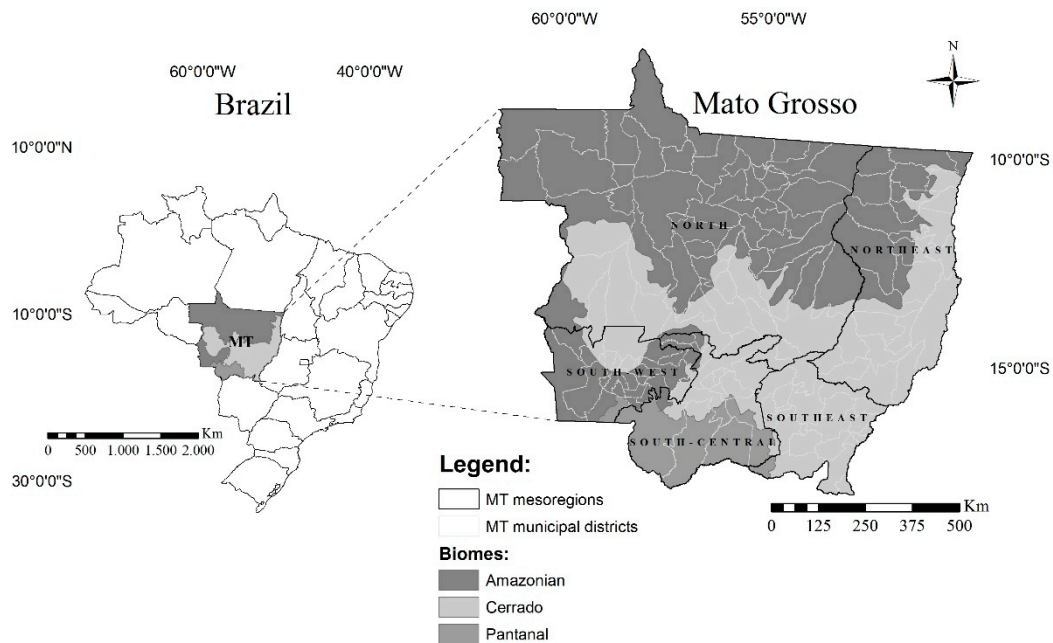 60°0'0"W 40°0'0"W
Brazil
10°0'0"N
10°0'0"S
30°0'0"S
MT
Km
0 500 1.000 1.500 2.000
60°0'0"W 55°0'0"W
N
Mato Grosso
10°0'0"S
15°0'0"S
NORTH
NORTHEAST
SOUTH-WEST
SOUTHEAST
SOUTH-CENTRAL
Km
0 125 250 375 500
Legend:
MT mesoregions
MT municipal districts
Biomes:
Amazonian
Cerrado
Pantanal